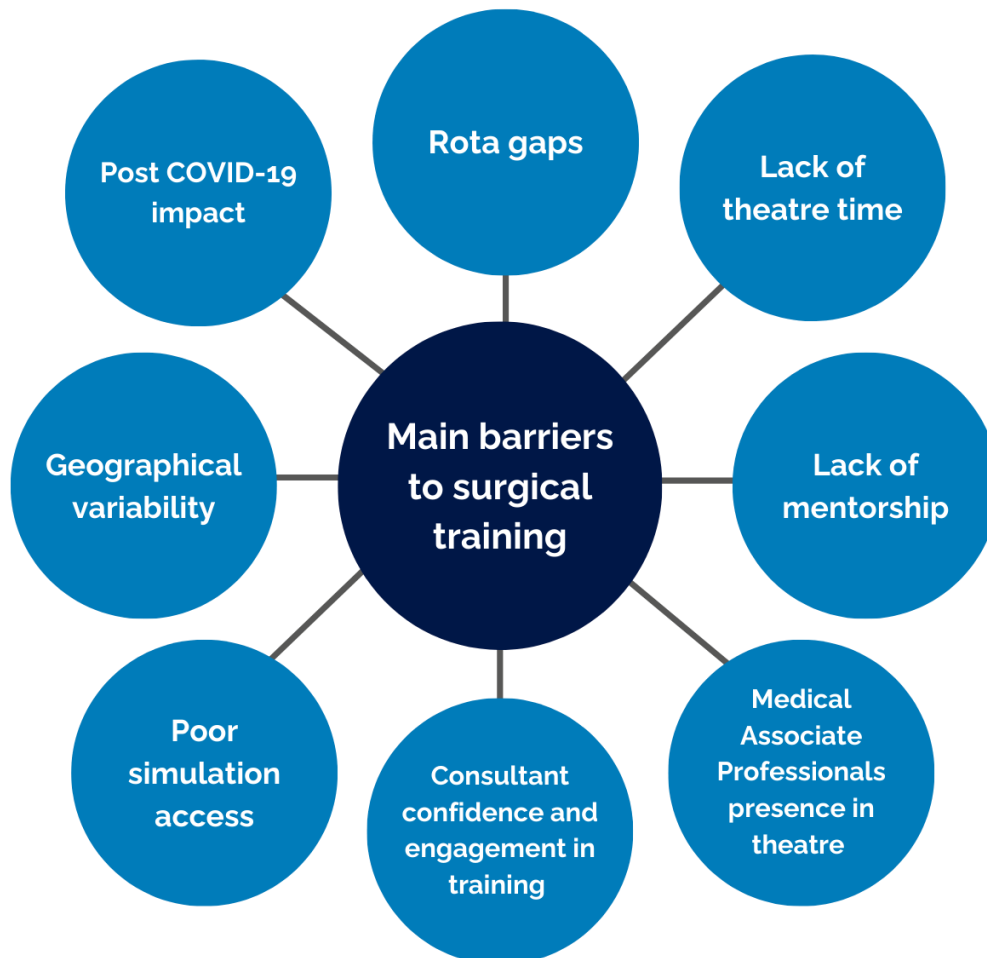 Rota gaps
Lack of
theatre time
Lack of
mentorship
Medical
Associate
Professionals
presence in
theatre
Consultant
confidence and
engagement in
training
Poor
simulation
access
Geographical
variability
Post COVID-19
impact
Main barriers
to surgical
training